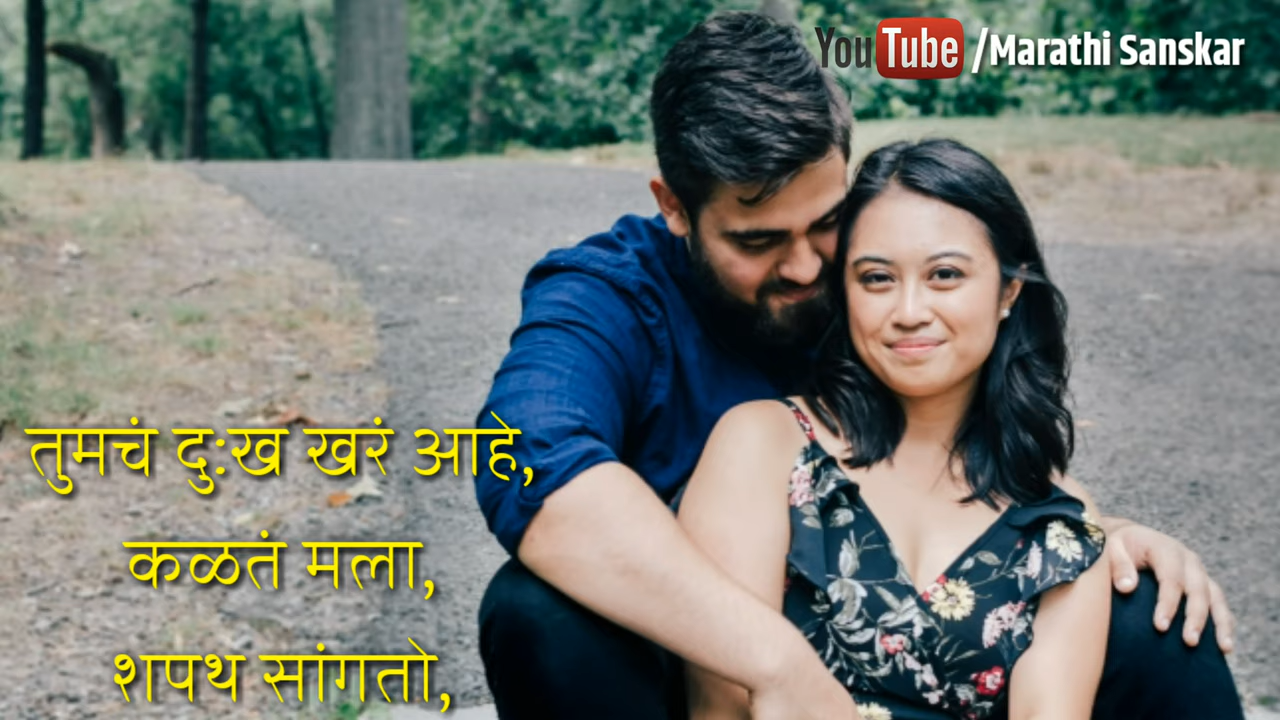 YouTube /Marathi Sanskar
तुमचं दु:ख खरं आहे,
कळतं मला,
शपथ सांगतो,